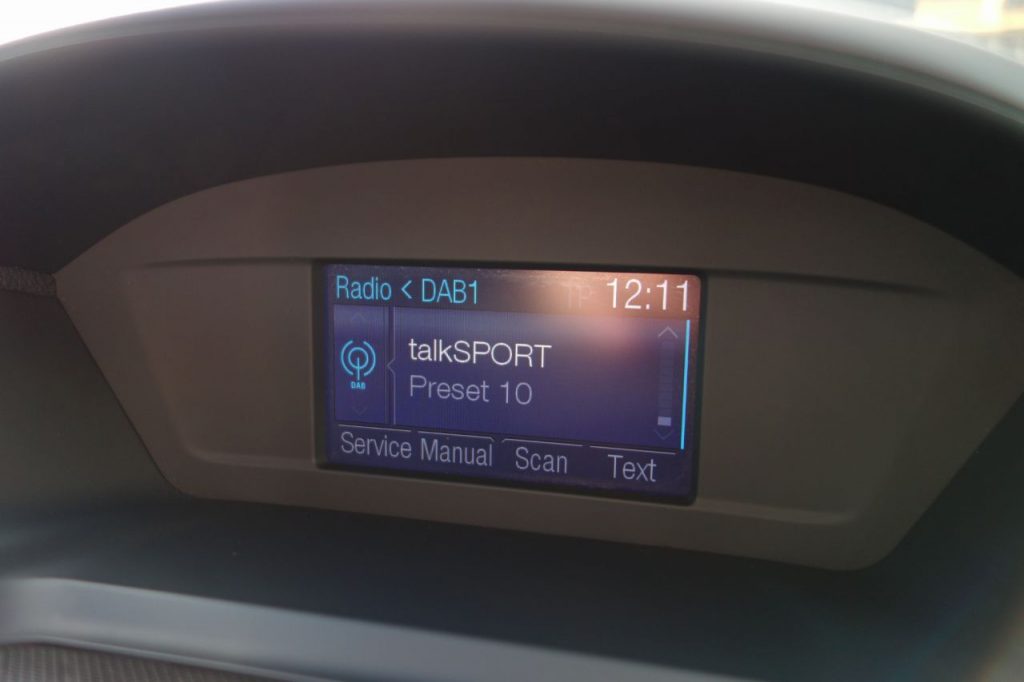 Radio < DAB1 TP 12:11
talkSPORT
DAB
Preset 10
Service Manual Scan Text